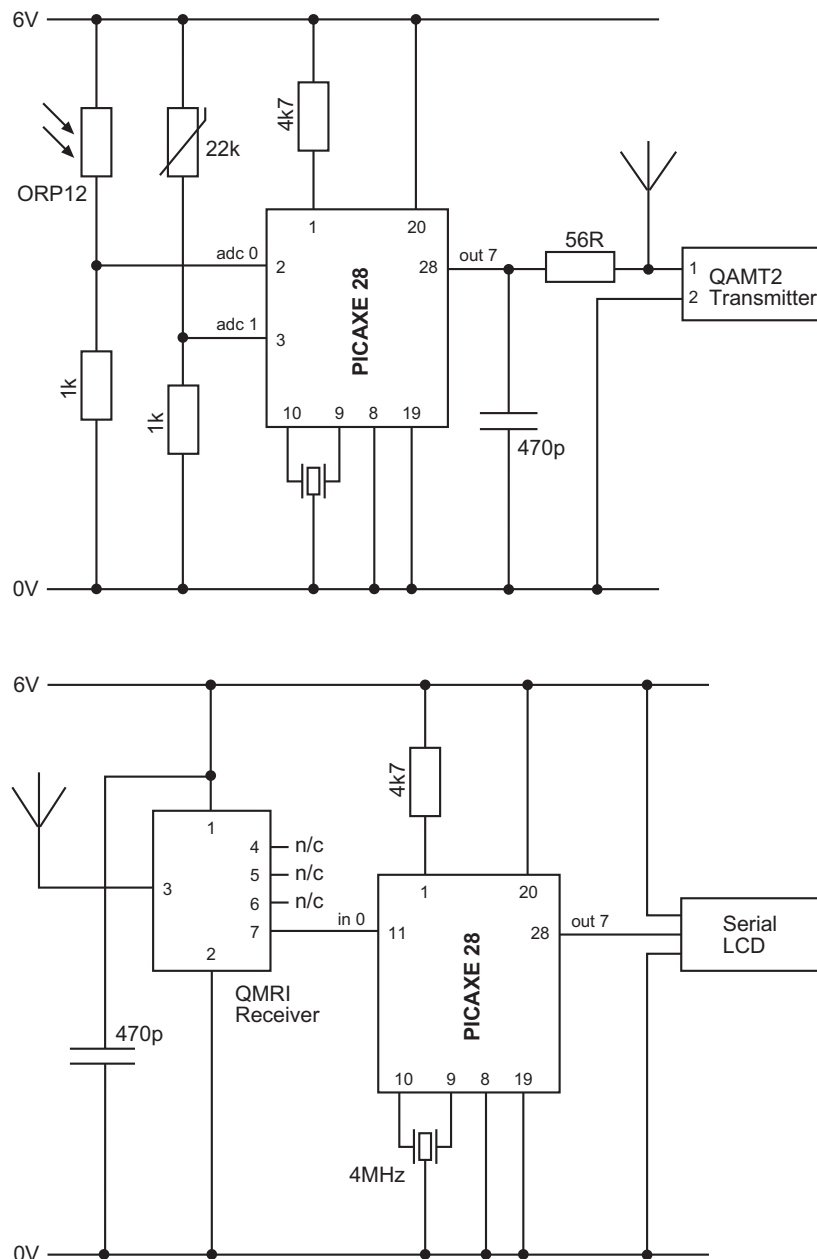 6V
ORP12
22k
4k7
1
20
adc 0
2
28
out 7
56R
1
QAMT2
2
Transmitter
adc 1
3
PICAXE 28
1k
1k
10
9
8
19
470p
0V
6V
4k7
1
4
n/c
5
n/c
3
6
n/c
7
in 0
2
QMRI
Receiver
1
20
11
28
out 7
PICAXE 28
Serial
LCD
470p
10
9
8
19
4MHz
0V